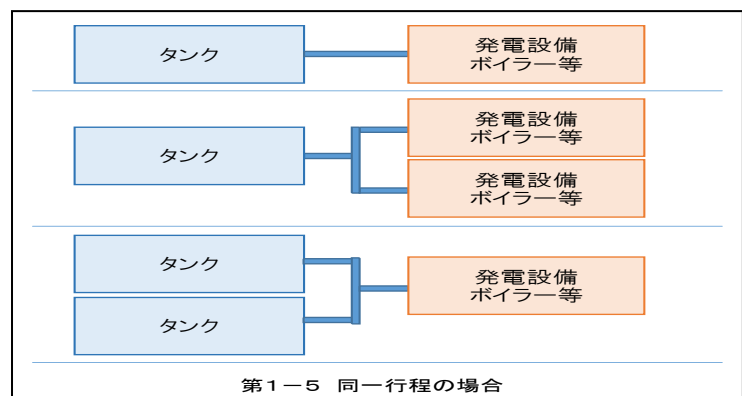 タンク
発電設備
ボイラー等
タンク
発電設備
ボイラー等
発電設備
ボイラー等
タンク
タンク
発電設備
ボイラー等
第1－5 同一行程の場合